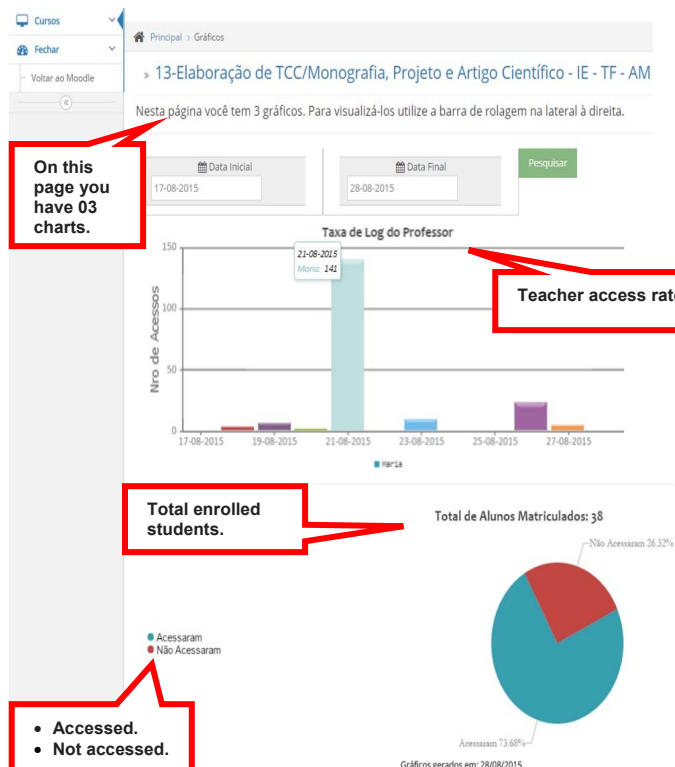 Cursos
Fechar
Voltar ao Moodle
Principal > Gráficos
» 13-Elaboração de TCC/Monografia, Projeto e Artigo Científico - IE - TF - AM
Nesta página você tem 3 gráficos. Para visualizá-los utilize a barra de rolagem na lateral à direita.
On this
page you
have 03
charts.
Data Inicial
Data Final
Pesquisar
17-08-2015
28-08-2015
Taxa de Log do Professor
21-08-2015
Maria: 141
Teacher access rate
Nro de Acessos
150
100
50
0
17-08-2015 19-08-2015 21-08-2015 23-08-2015 25-08-2015 27-08-2015
Maria
Total enrolled
students.
Total de Alunos Matriculados: 38
Não Acessaram 26.32%
Acessaram
Não Acessaram
• Accessed.
• Not accessed.
Acessaram 73.68%
Gráficos gerados em: 28/08/2015